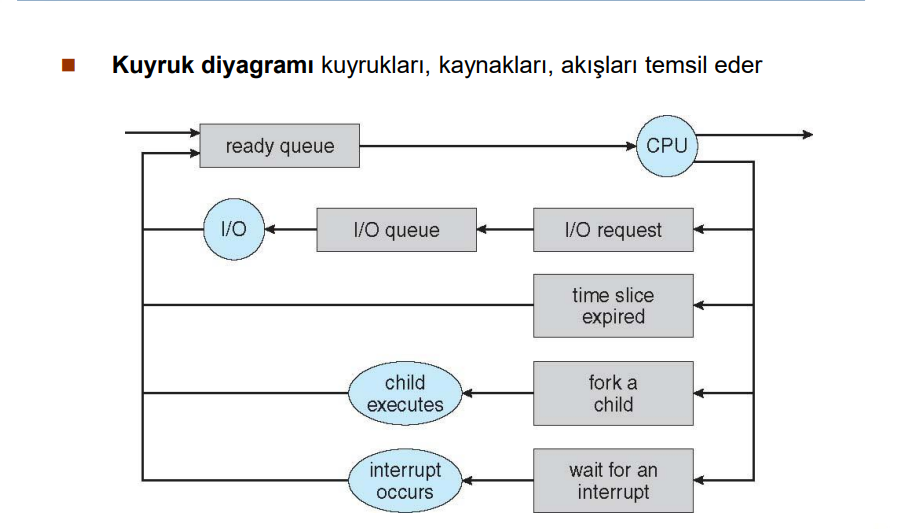 Kuyruk diyagramı kuyrukları, kaynakları, akışları temsil eder
ready queue
CPU
I/O
I/O queue
I/O request
time slice
expired
child
executes
fork a
child
interrupt
occurs
wait for an
interrupt